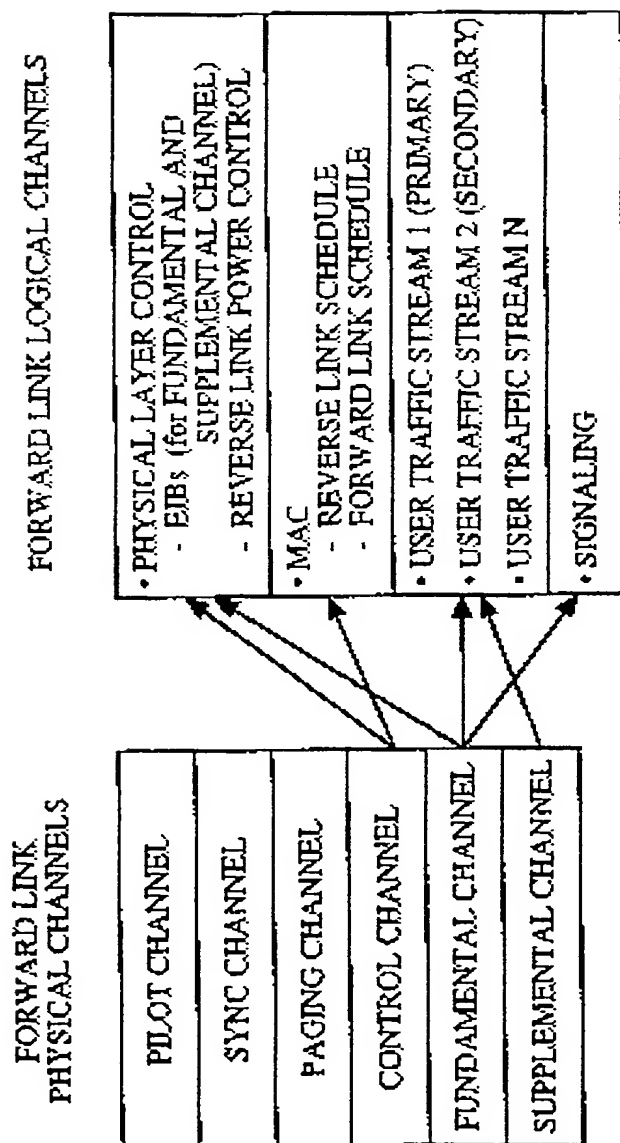 FORWARD LINK
PHYSICAL CHANNELS
PILOT CHANNEL
SYNC CHANNEL
PAGING CHANNEL
CONTROL CHANNEL
FUNDAMENTAL CHANNEL
SUPPLEMENTAL CHANNEL
FORWARD LINK LOGICAL CHANNELS
• PHYSICAL LAYER CONTROL
- EIBs (for FUNDAMENTAL AND
SUPPLEMENTAL CHANNEL)
- REVERSE LINK POWER CONTROL
• MAC
- REVERSE LINK SCHEDULE
- FORWARD LINK SCHEDULE
• USER TRAFFIC STREAM 1 (PRIMARY)
• USER TRAFFIC STREAM 2 (SECONDARY)
• USER TRAFFIC STREAM N
• SIGNALING